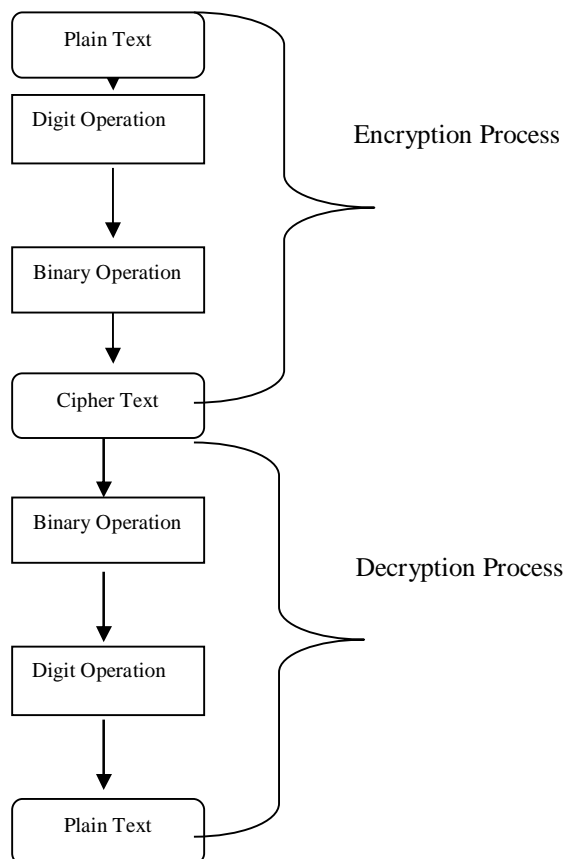 Plain Text
Digit Operation
Encryption Process
Binary Operation
Cipher Text
Binary Operation
Decryption Process
Digit Operation
Plain Text